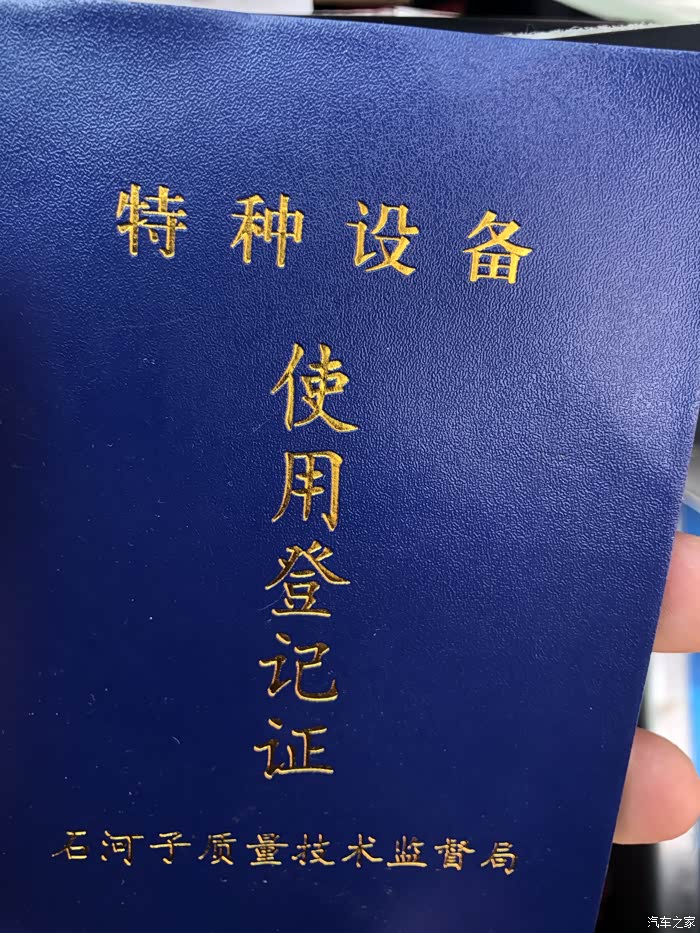 特种设备
使用登记证
石河子质量技术监督局
汽车之家